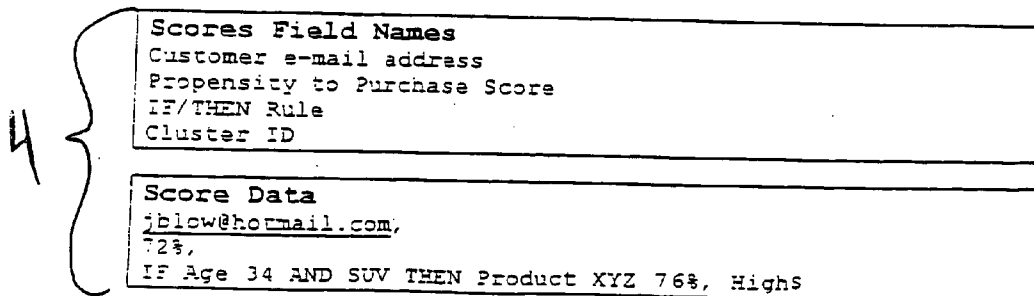 Scores Field Names
Customer e-mail address
Propensity to Purchase Score
IF/THEN Rule
Cluster ID
4
Score Data
jblow@hotmail.com,
72%,
IF Age 34 AND SUV THEN Product XYZ 76%, High$